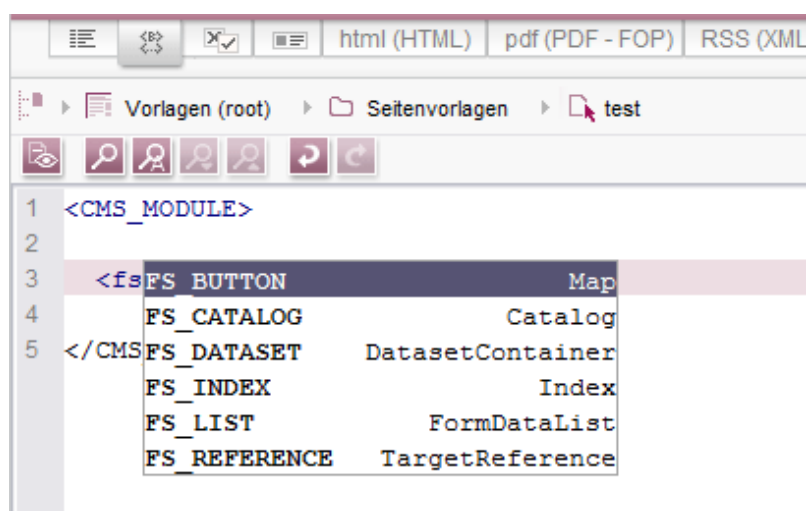 html (HTML) pdf (PDF - FOP) RSS (XML
Vorlagen (root) Seitenvorlagen test
1 <CMS_MODULE>
2
3 <fs FS_BUTTON Map
4 FS_CATALOG Catalog
5 </CMS FS_DATASET DatasetContainer
FS_INDEX Index
FS_LIST FormDataList
FS_REFERENCE TargetReference